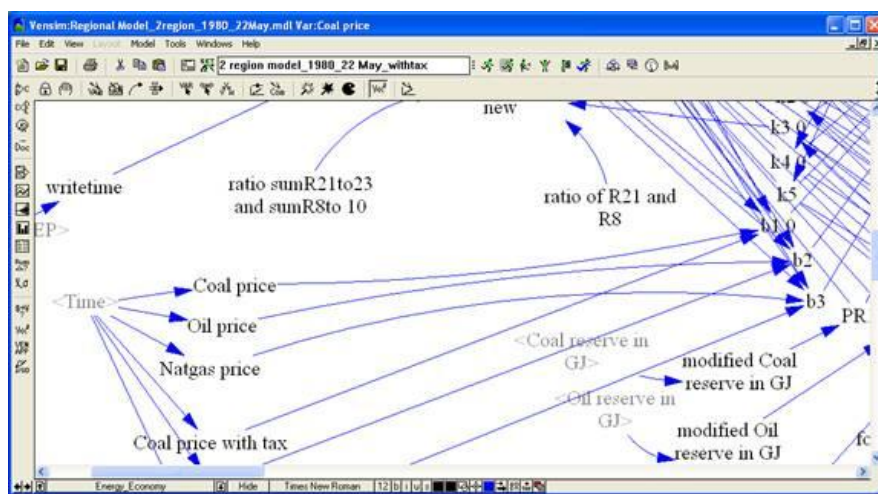 Vensim:Regional Model_2region_1980_22May.mdl Var:Coal price
File Edit View Layout Model Tools Windows Help
2 region model_1980_22 May_withtax
new
k3 0
k4 0
k5
writetime
ratio sumR21to23
and sumR8to 10
ratio of R21 and
R8
b1 0
EP>
b2
Coal price
<Time>
b3
Oil price
PR
<Coal reserve in
GJ>
Natgas price
modified Coal
reserve in GJ
<Oil reserve in
GJ>
Coal price with tax
modified Oil
reserve in GJ
fc
Energy_Economy Hide Times New Roman 12 b i u s